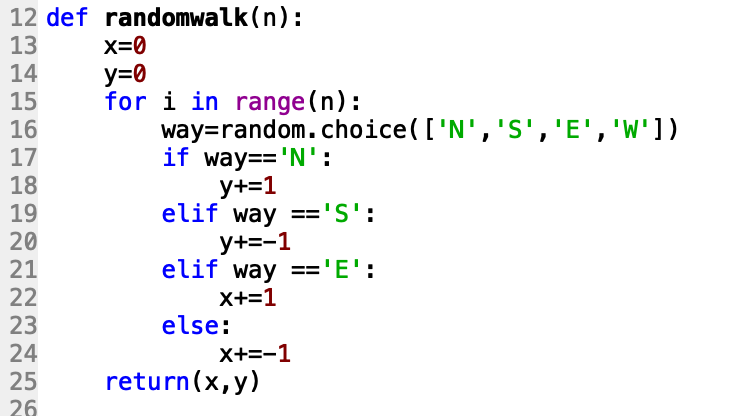 12 def randomwalk(n):
13     x=0
14     y=0
15     for i in range(n):
16         way=random.choice(['N','S','E','W'])
17         if way=='N':
18             y+=1
19         elif way =='S':
20             y+=-1
21         elif way =='E':
22             x+=1
23         else:
24             x+=-1
25     return(x,y)
26